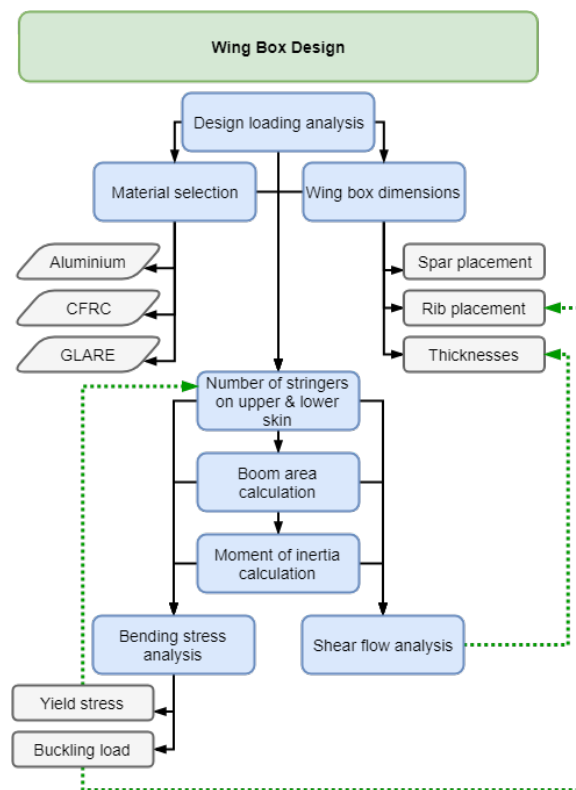 Wing Box Design
Design loading analysis
Material selection
Wing box dimensions
Aluminium
Spar placement
CFRC
Rib placement
GLARE
Thicknesses
Number of stringers
on upper & lower
skin
Boom area
calculation
Moment of inertia
calculation
Bending stress
analysis
Shear flow analysis
Yield stress
Buckling load